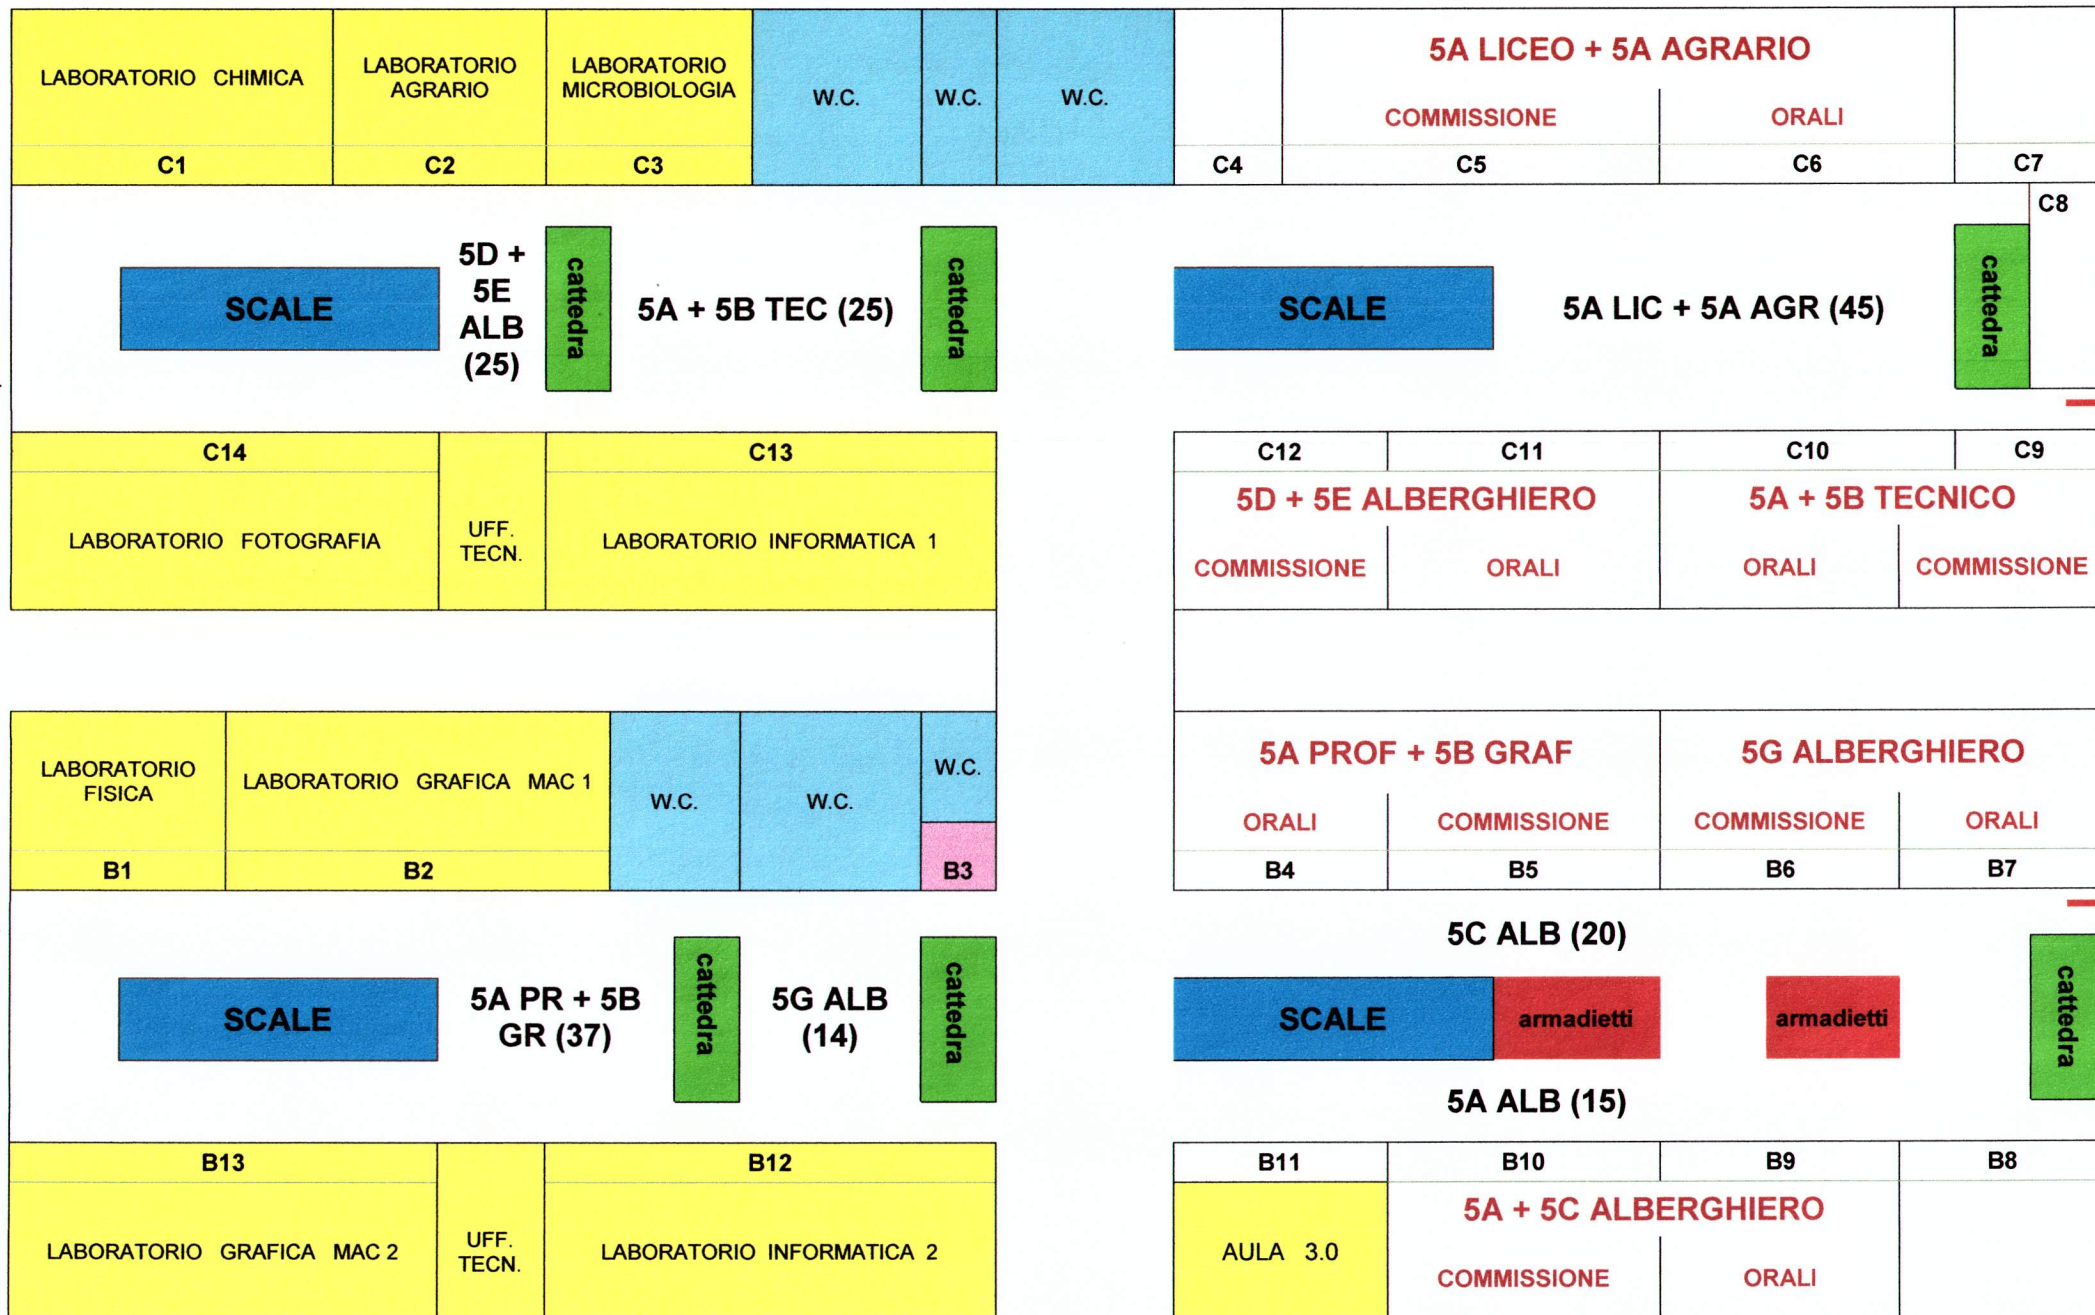 5A LICEO + 5A AGRARIO
LABORATORIO CHIMICA
LABORATORIO
AGRARIO
LABORATORIO
MICROBIOLOGIA
W.C.
W.C.
W.C.
COMMISSIONE
ORALI
C1
C2
C3
C4
C5
C6
C7
C8
SCALE
5D +
5E
ALB
(25)
cattedra
5A + 5B TEC (25)
cattedra
SCALE
5A LIC + 5A AGR (45)
cattedra
C14
C13
C12
C11
C10
C9
LABORATORIO FOTOGRAFIA
UFF.
TECN.
LABORATORIO INFORMATICA 1
5D + 5E ALBERGHIERO
5A + 5B TECNICO
COMMISSIONE
ORALI
ORALI
COMMISSIONE
LABORATORIO
FISICA
LABORATORIO GRAFICA MAC 1
W.C.
W.C.
W.C.
5A PROF + 5B GRAF
5G ALBERGHIERO
ORALI
COMMISSIONE
COMMISSIONE
ORALI
B1
B2
B3
B4
B5
B6
B7
SCALE
5A PR + 5B
GR (37)
cattedra
5G ALB
(14)
cattedra
5C ALB (20)
SCALE
armadietti
armadietti
cattedra
5A ALB (15)
B13
B12
B11
B10
B9
B8
LABORATORIO GRAFICA MAC 2
UFF.
TECN.
LABORATORIO INFORMATICA 2
AULA 3.0
5A + 5C ALBERGHIERO
COMMISSIONE
ORALI